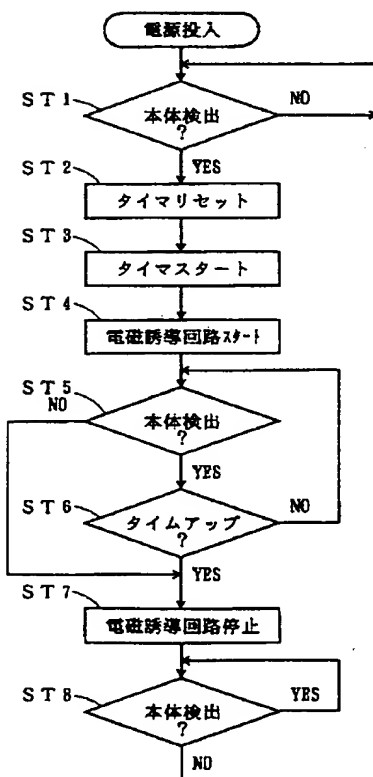 電源投入
ST1
本体検出
?
NO
YES
ST2
タイマリセット
ST3
タイマスタート
ST4
電磁誘導回路スタート
ST5
NO
本体検出
?
YES
ST6
タイムアップ
?
NO
YES
ST7
電磁誘導回路停止
ST8
本体検出
?
YES
NO